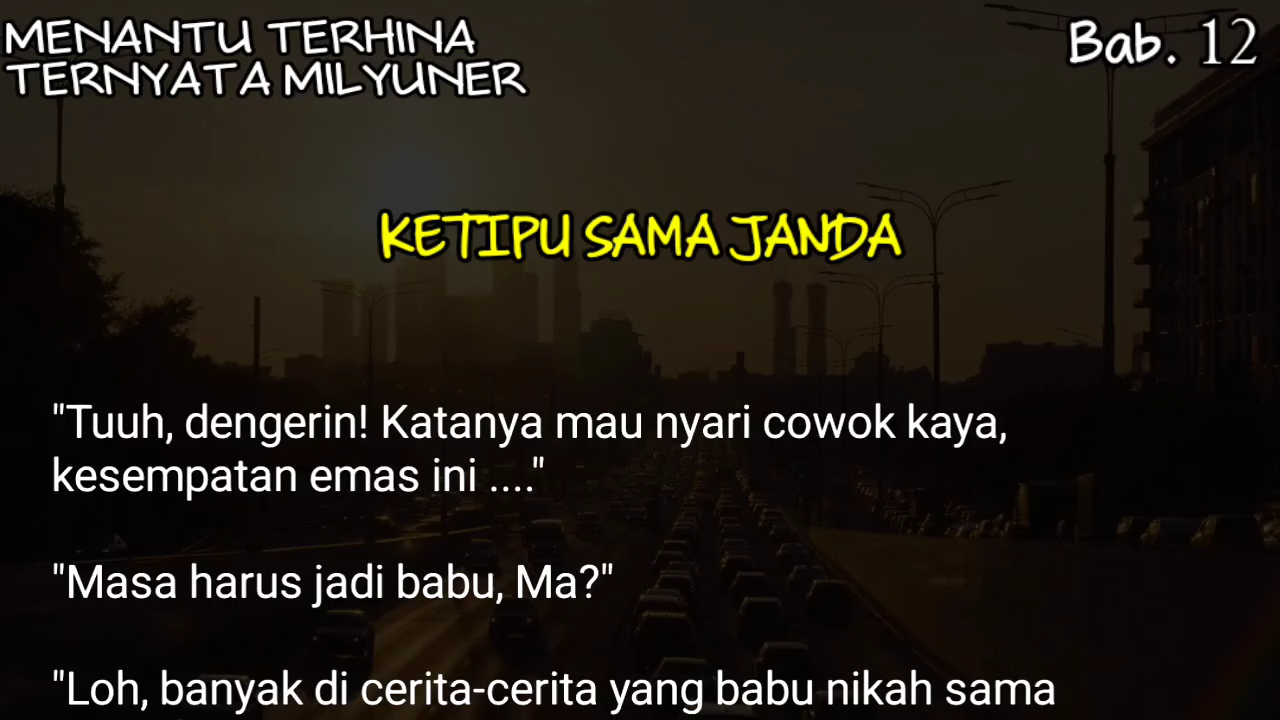 MENANTU TERHINA
TERNYATA MILYUNER
Bab. 12
KETIPU SAMA JANDA
"Tuuh, dengerin! Katanya mau nyari cowok kaya,
kesempatan emas ini ...."
"Masa harus jadi babu, Ma?"
"Loh, banyak di cerita-cerita yang babu nikah sama